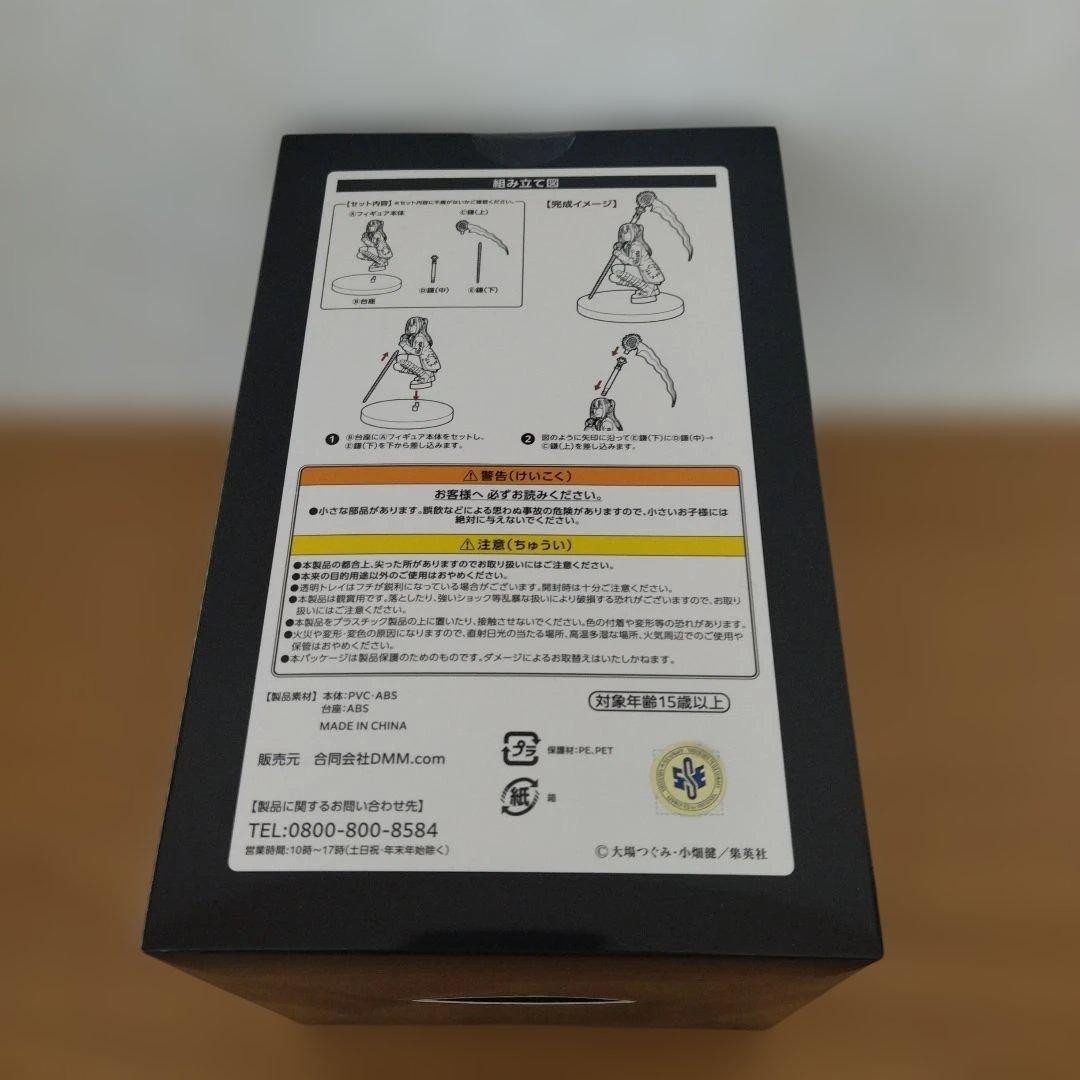 組み立て図
【セット内容】※セット内容に不備がないかご確認ください。
Ⓐフィギュア本体
Ⓒ鎌(上)
Ⓓ鎌(中)
Ⓔ鎌(下)
Ⓑ台座
【完成イメージ】
❶ Ⓑ台座にⒶフィギュア本体をセットし、
Ⓔ鎌(下)を下から差し込みます。
❷ 図のように矢印に沿ってⒺ鎌(下)にⒹ鎌(中)→
Ⓒ鎌(上)を差し込みます。
⚠警告(けいこく)
お客様へ 必ずお読みください。
●小さな部品があります。誤飲などによる思わぬ事故の危険がありますので、小さいお子様には
絶対に与えないでください。
⚠注意(ちゅうい)
●本製品の都合上、尖った所がありますのでお取り扱いにはご注意ください。
●本来の目的用途以外のご使用はおやめください。
●透明トレイはフチが鋭利になっている場合がございます。開封時は十分ご注意ください。
●本製品は観賞用です。落としたり、強いショック等乱暴な扱いにより破損する恐れがございますので、お取り
扱いにはご注意ください。
●本製品をプラスチック製品の上に置いたり、接触させないでください。色の付着や変形等の恐れがあります。
●火災や変形・変色の原因になりますので、直射日光の当たる場所、高温多湿な場所、火気周辺でのご使用や
保管はおやめください。
●本パッケージは製品保護のためのものです。ダメージによるお取替えはいたしかねます。
【製品素材】 本体:PVC・ABS
台座:ABS
MADE IN CHINA
対象年齢15歳以上
販売元 合同会社DMM.com
プラ 保護材:PE、PET
紙 箱
【製品に関するお問い合わせ先】
TEL:0800-800-8584
営業時間:10時〜17時(土日祝・年末年始除く)
©大場つぐみ・小畑健／集英社